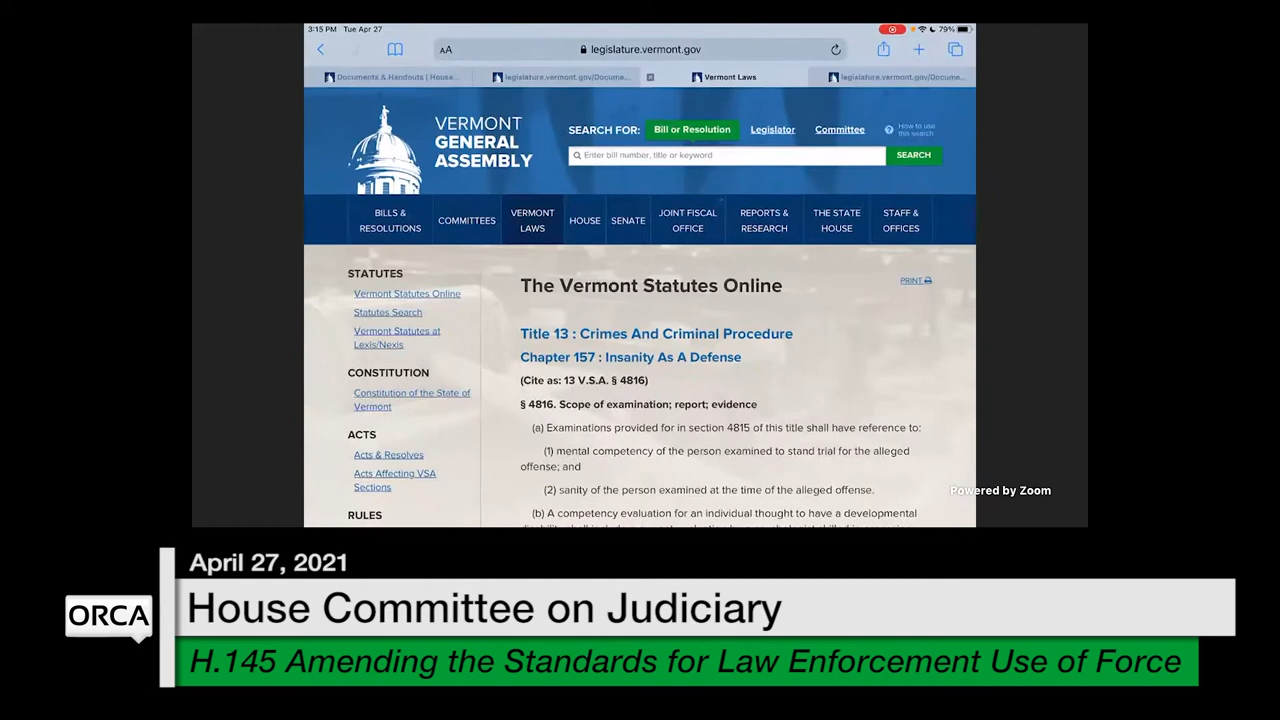 3:15 PM Tue Apr 27
79%
AA
legislature.vermont.gov
Documents & Handouts | House...
legislature.vermont.gov/Docume...
Vermont Laws
legislature.vermont.gov/Docume...
VERMONT
GENERAL
ASSEMBLY
SEARCH FOR:
Bill or Resolution
Legislator
Committee
How to use
this search
Enter bill number, title or keyword
SEARCH
BILLS &
RESOLUTIONS
COMMITTEES
VERMONT
LAWS
HOUSE
SENATE
JOINT FISCAL
OFFICE
REPORTS &
RESEARCH
THE STATE
HOUSE
STAFF &
OFFICES
STATUTES
Vermont Statutes Online
Statutes Search
Vermont Statutes at
Lexis/Nexis
CONSTITUTION
Constitution of the State of
Vermont
ACTS
Acts & Resolves
Acts Affecting VSA
Sections
RULES
The Vermont Statutes Online
PRINT
Title 13 : Crimes And Criminal Procedure
Chapter 157 : Insanity As A Defense
(Cite as: 13 V.S.A. § 4816)
§ 4816. Scope of examination; report; evidence
(a) Examinations provided for in section 4815 of this title shall have reference to:
(1) mental competency of the person examined to stand trial for the alleged
offense; and
(2) sanity of the person examined at the time of the alleged offense.
(b) A competency evaluation for an individual thought to have a developmental
Powered by Zoom
April 27, 2021
ORCA
House Committee on Judiciary
H.145 Amending the Standards for Law Enforcement Use of Force